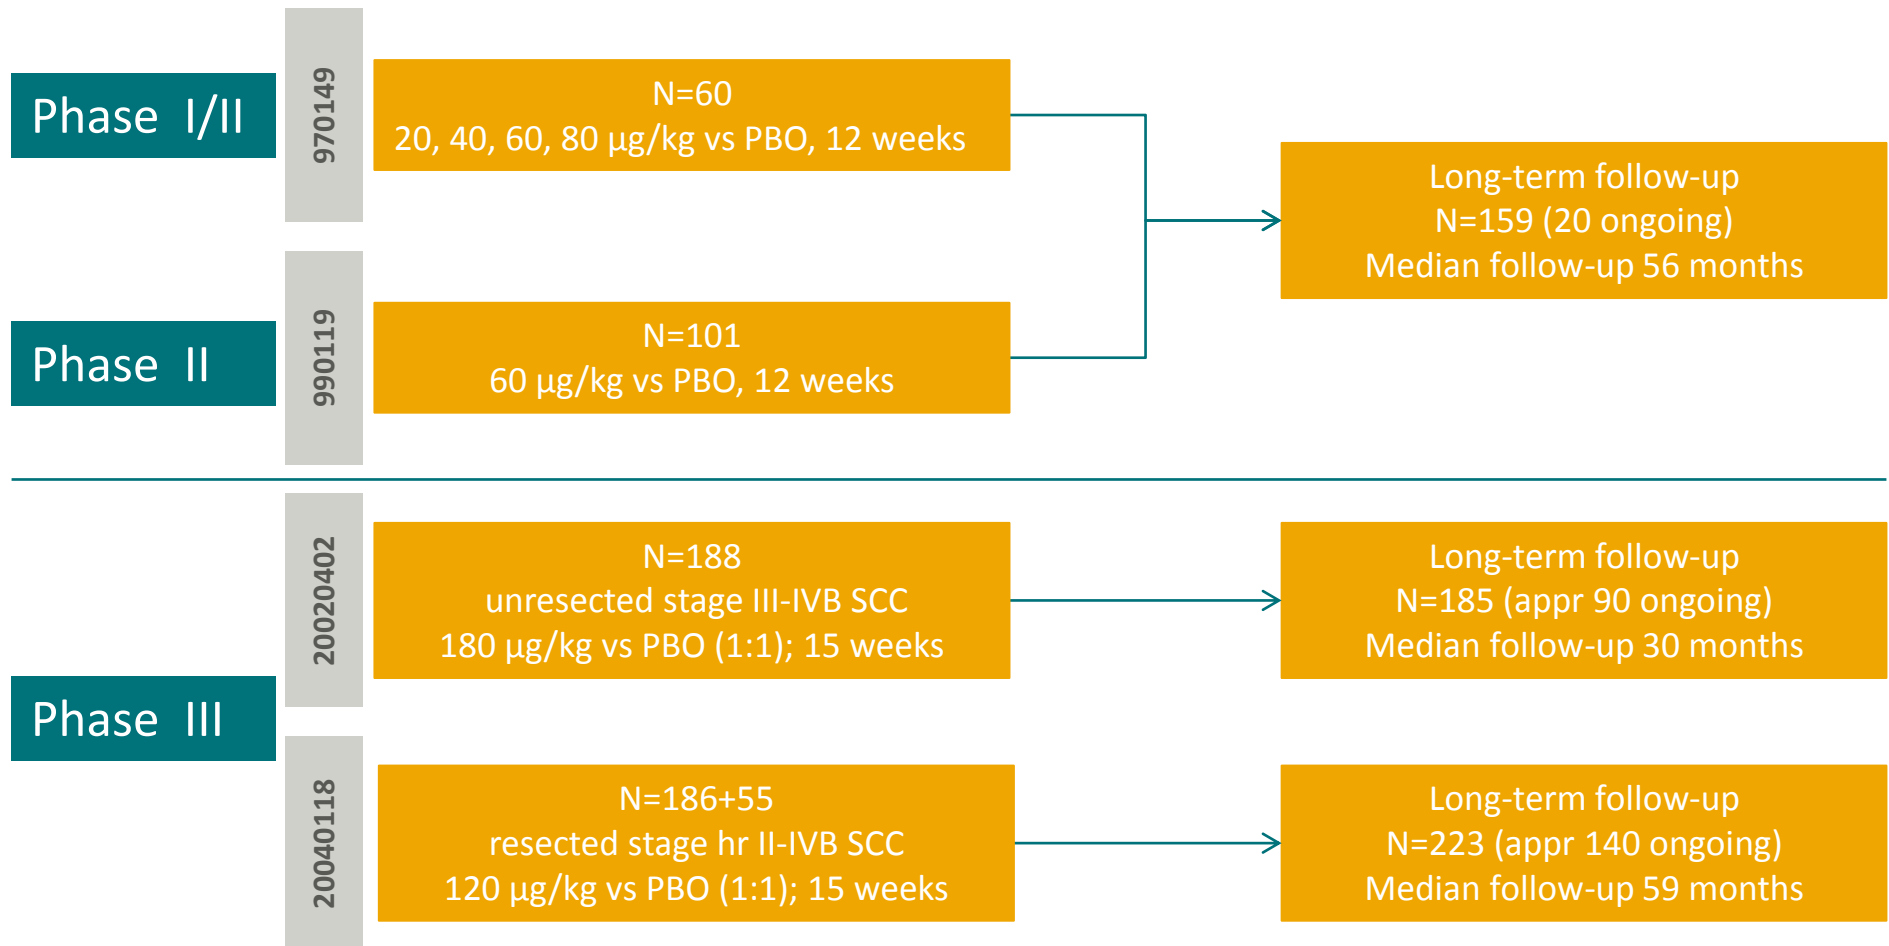 Phase I/II
970149
N=60
20, 40, 60, 80 µg/kg vs PBO, 12 weeks
Long-term follow-up
N=159 (20 ongoing)
Median follow-up 56 months
Phase II
990119
N=101
60 µg/kg vs PBO, 12 weeks
Phase III
20020402
N=188
unresected stage III-IVB SCC
180 µg/kg vs PBO (1:1); 15 weeks
Long-term follow-up
N=185 (appr 90 ongoing)
Median follow-up 30 months
20040118
N=186+55
resected stage hr II-IVB SCC
120 µg/kg vs PBO (1:1); 15 weeks
Long-term follow-up
N=223 (appr 140 ongoing)
Median follow-up 59 months